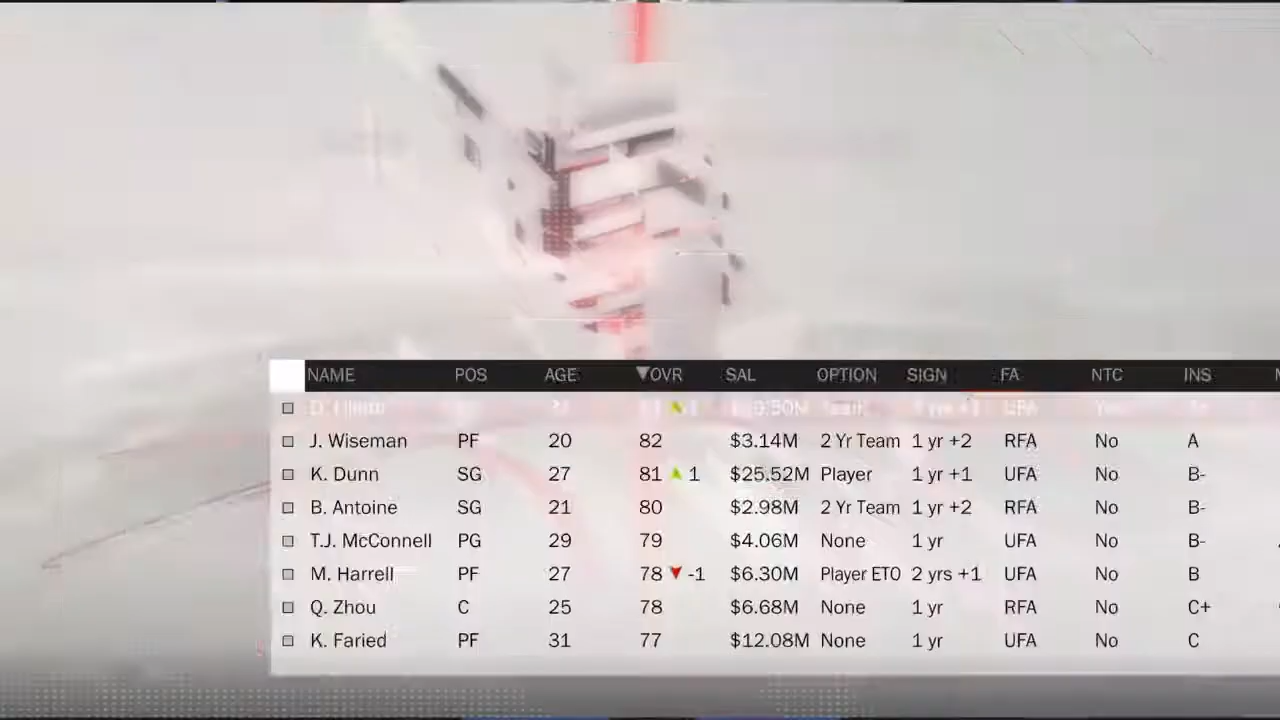 NAME POS AGE OVR SAL OPTION SIGN FA NTC INS
UFA
J. Wiseman PF 20 82 $3.14M 2 Yr Team 1 yr +2 RFA No A
K. Dunn SG 27 81 1 $25.52M Player 1 yr +1 UFA No B-
B. Antoine SG 21 80 $2.98M 2 Yr Team 1 yr +2 RFA No B-
T.J. McConnell PG 29 79 $4.06M None 1 yr UFA No B-
M. Harrell PF 27 78 -1 $6.30M Player ETO 2 yrs +1 UFA No B
Q. Zhou C 25 78 $6.68M None 1 yr RFA No C+
K. Faried PF 31 77 $12.08M None 1 yr UFA No C